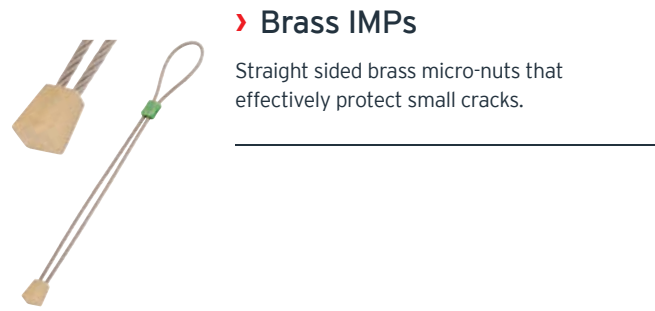 › Brass IMPs
Straight sided brass micro-nuts that
effectively protect small cracks.